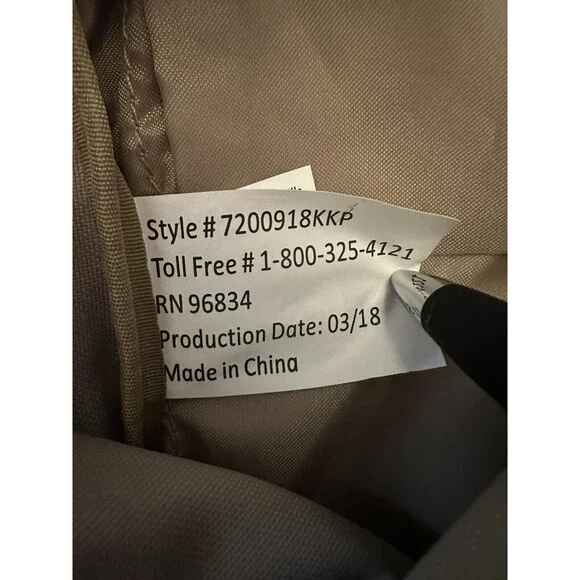 Style # 7200918KKP
Toll Free # 1-800-325-4121
RN 96834
Production Date: 03/18
Made in China